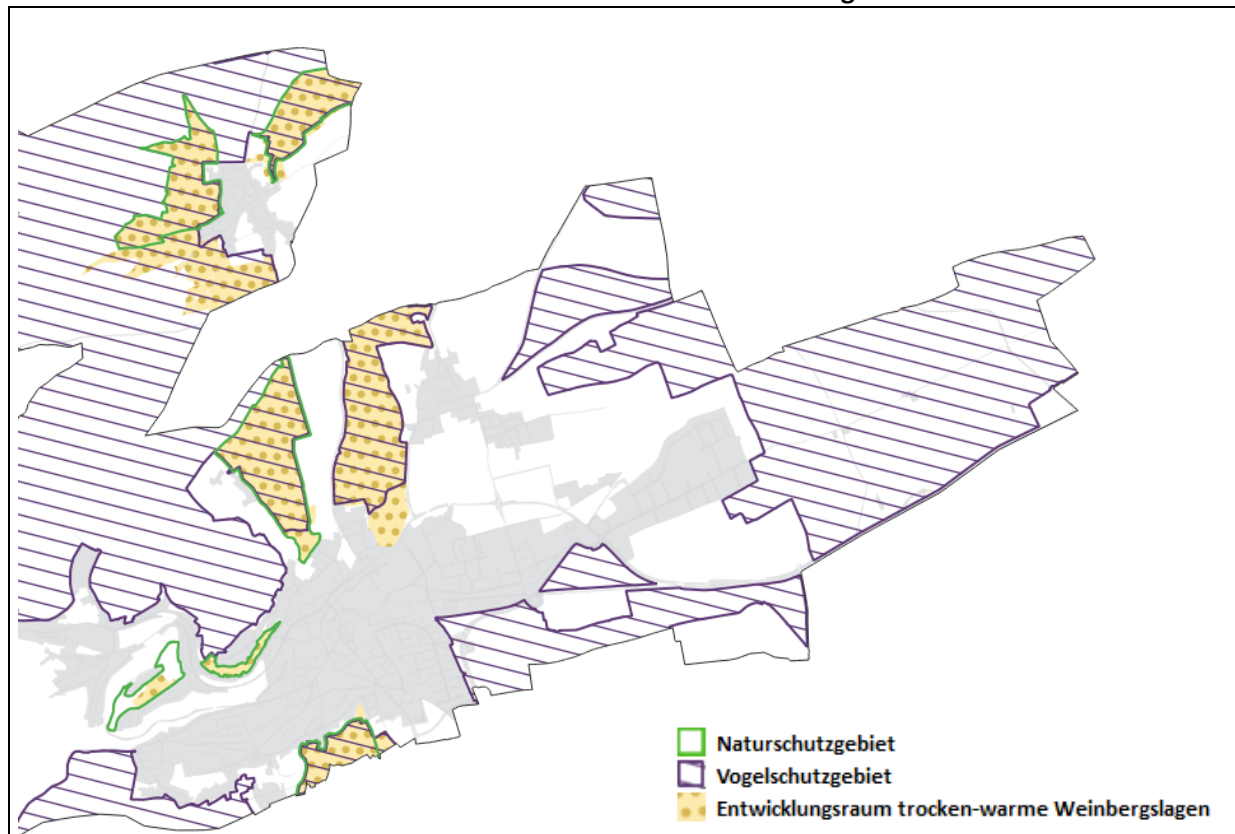 Naturschutzgebiet
Vogelschutzgebiet
Entwicklungsraum trocken-warme Weinbergslagen